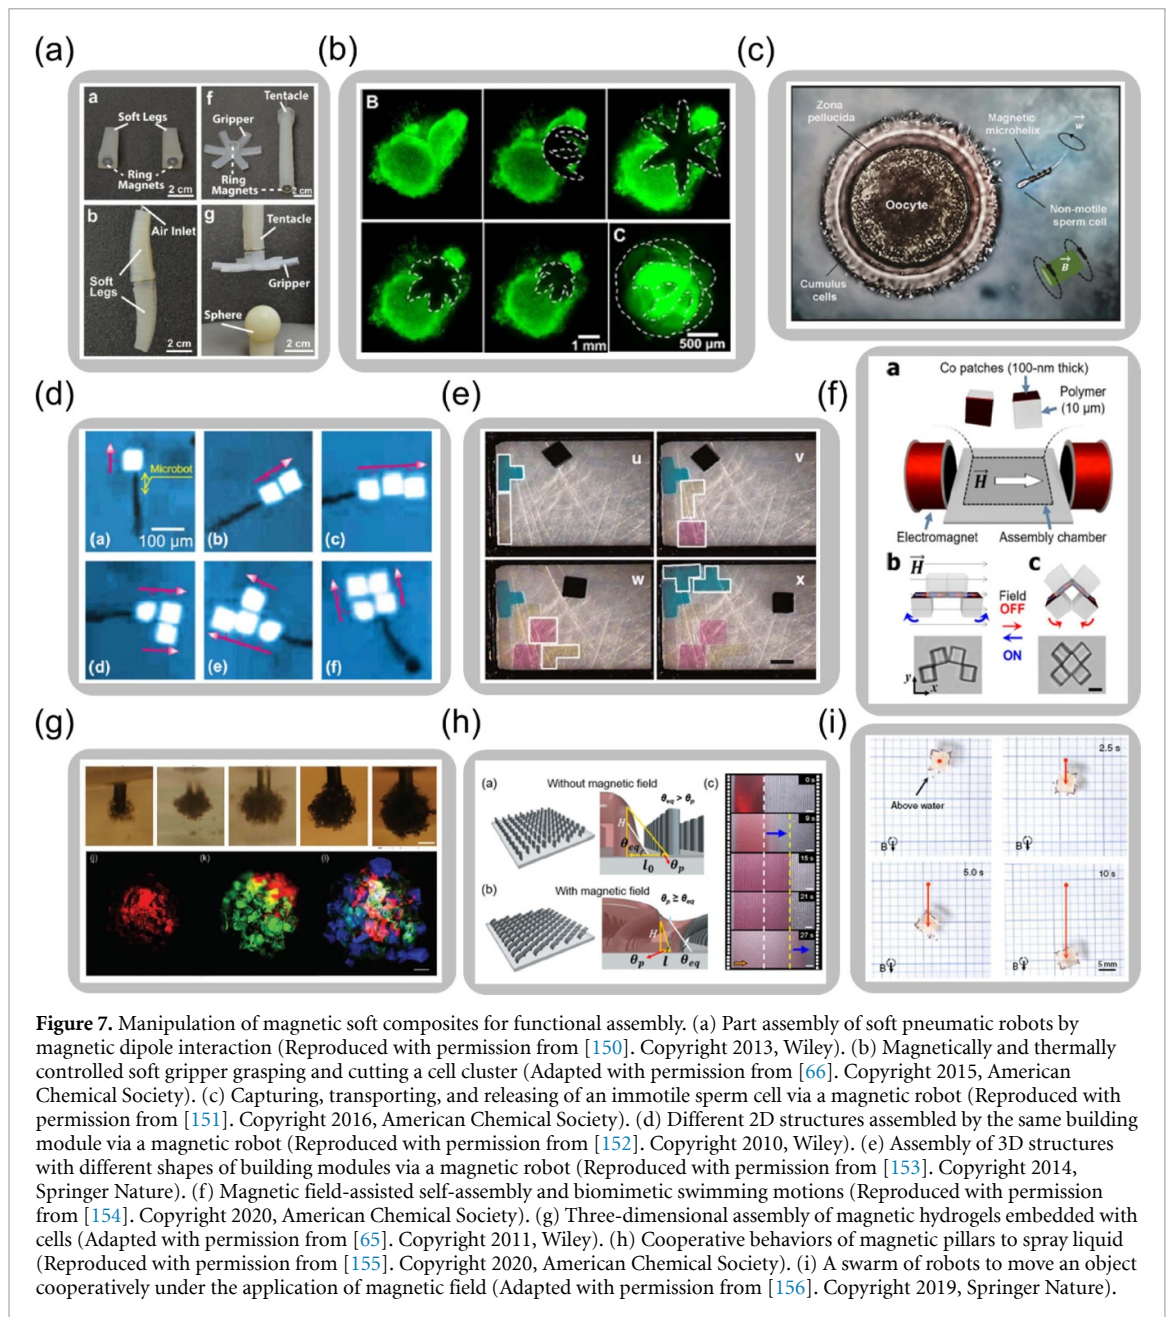 (a)
(b)
(c)
a
Soft Legs
Ring
Magnets
2 cm
f
Tentacle
Gripper
Ring
Magnets
2 cm
b
Air Inlet
Soft
Legs
2 cm
g
Tentacle
Gripper
Sphere
2 cm
B
C
1 mm
500 µm
Zona
pellucida
Magnetic
microhelix
w
Oocyte
Non-motile
sperm cell
B
Cumulus
cells
(d)
(e)
(f)
Microbot
(a)
100 µm
(b)
(c)
(d)
(e)
(f)
u
v
w
x
a
Co patches (100-nm thick)
Polymer
(10 µm)
H
Electromagnet
Assembly chamber
b
H
c
Field
OFF
ON
y
x
(g)
(h)
(i)
(j)
(k)
(l)
(a)
Without magnetic field
θeq > θp
H
θeq
l0
θp
(b)
With magnetic field
θp ≥ θeq
H
θp
l
θeq
(c)
0 s
9 s
15 s
21 s
27 s
Above water
B
2.5 s
B
5.0 s
B
10 s
B
5 mm
Figure 7. Manipulation of magnetic soft composites for functional assembly. (a) Part assembly of soft pneumatic robots by
magnetic dipole interaction (Reproduced with permission from [150]. Copyright 2013, Wiley). (b) Magnetically and thermally
controlled soft gripper grasping and cutting a cell cluster (Adapted with permission from [66]. Copyright 2015, American
Chemical Society). (c) Capturing, transporting, and releasing of an immotile sperm cell via a magnetic robot (Reproduced with
permission from [151]. Copyright 2016, American Chemical Society). (d) Different 2D structures assembled by the same building
module via a magnetic robot (Reproduced with permission from [152]. Copyright 2010, Wiley). (e) Assembly of 3D structures
with different shapes of building modules via a magnetic robot (Reproduced with permission from [153]. Copyright 2014,
Springer Nature). (f) Magnetic field-assisted self-assembly and biomimetic swimming motions (Reproduced with permission
from [154]. Copyright 2020, American Chemical Society). (g) Three-dimensional assembly of magnetic hydrogels embedded with
cells (Adapted with permission from [65]. Copyright 2011, Wiley). (h) Cooperative behaviors of magnetic pillars to spray liquid
(Reproduced with permission from [155]. Copyright 2020, American Chemical Society). (i) A swarm of robots to move an object
cooperatively under the application of magnetic field (Adapted with permission from [156]. Copyright 2019, Springer Nature).